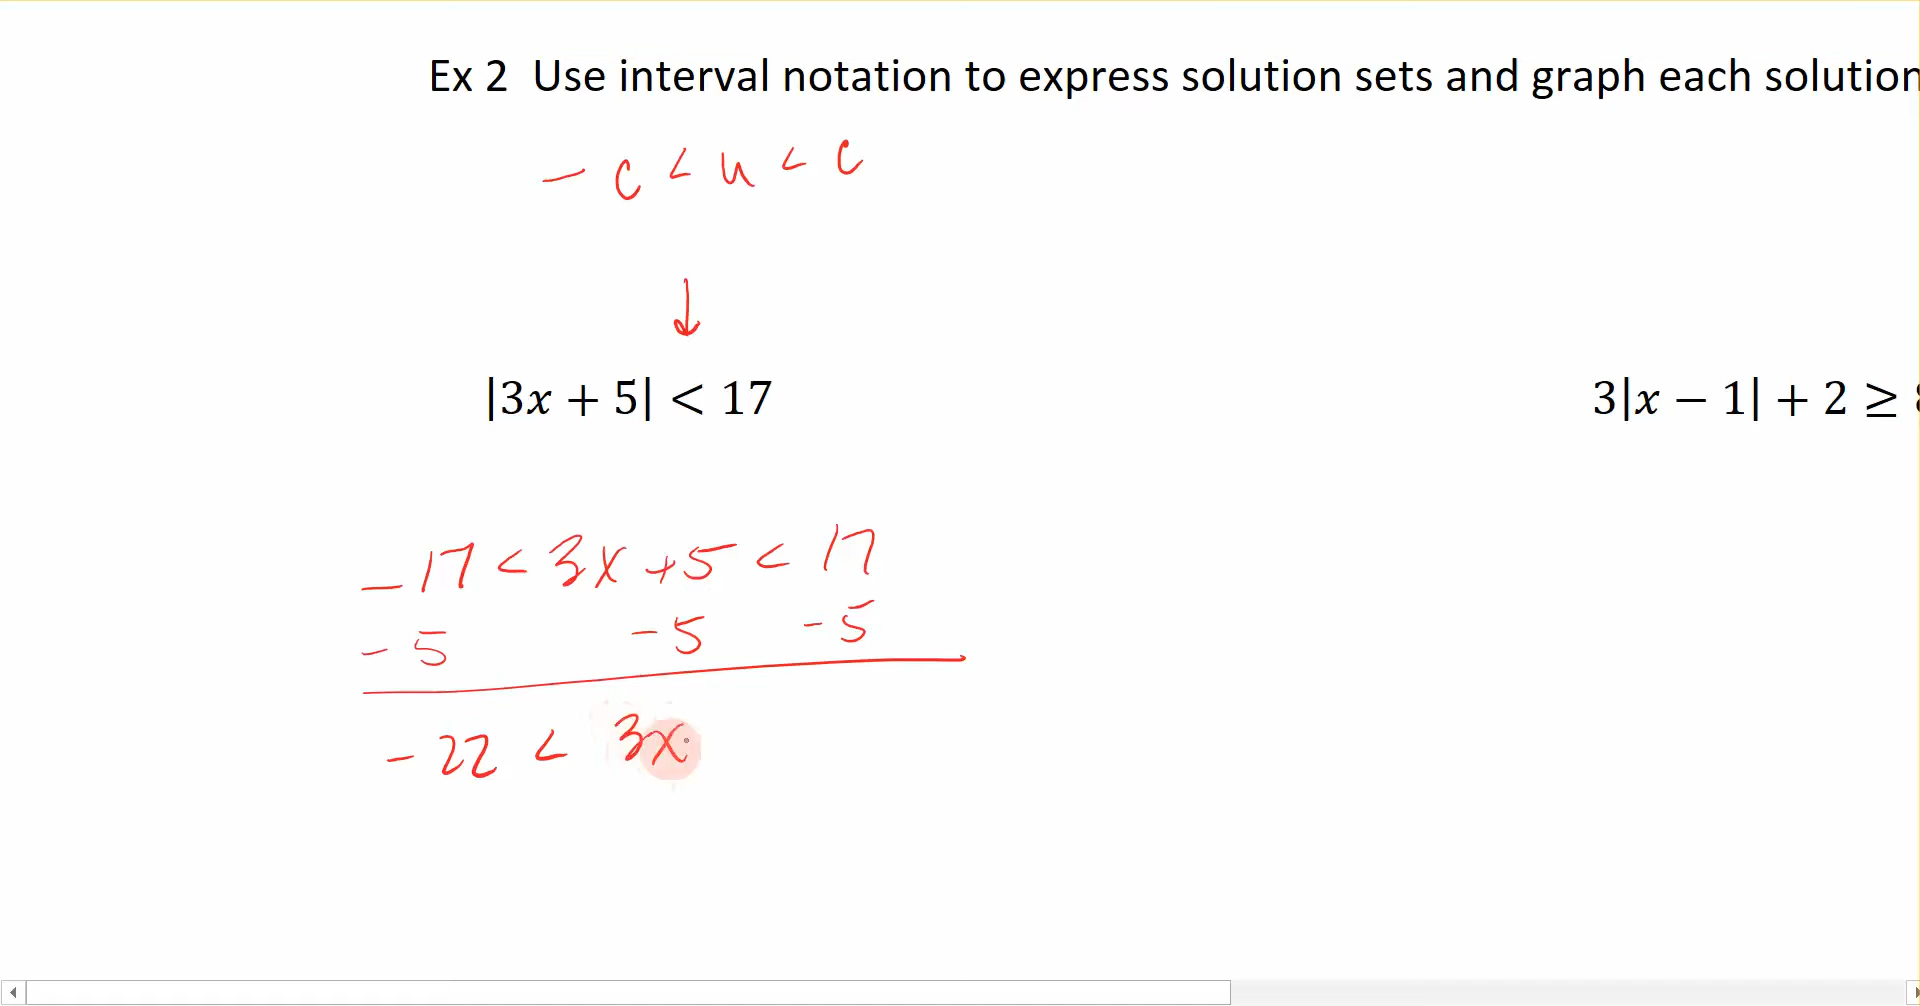 Ex 2 Use interval notation to express solution sets and graph each solution
- c < u < c
|3x + 5| < 17
3|x − 1| + 2 ≥
-17 < 3x + 5 < 17
- 5 - 5 - 5
- 22 < 3x